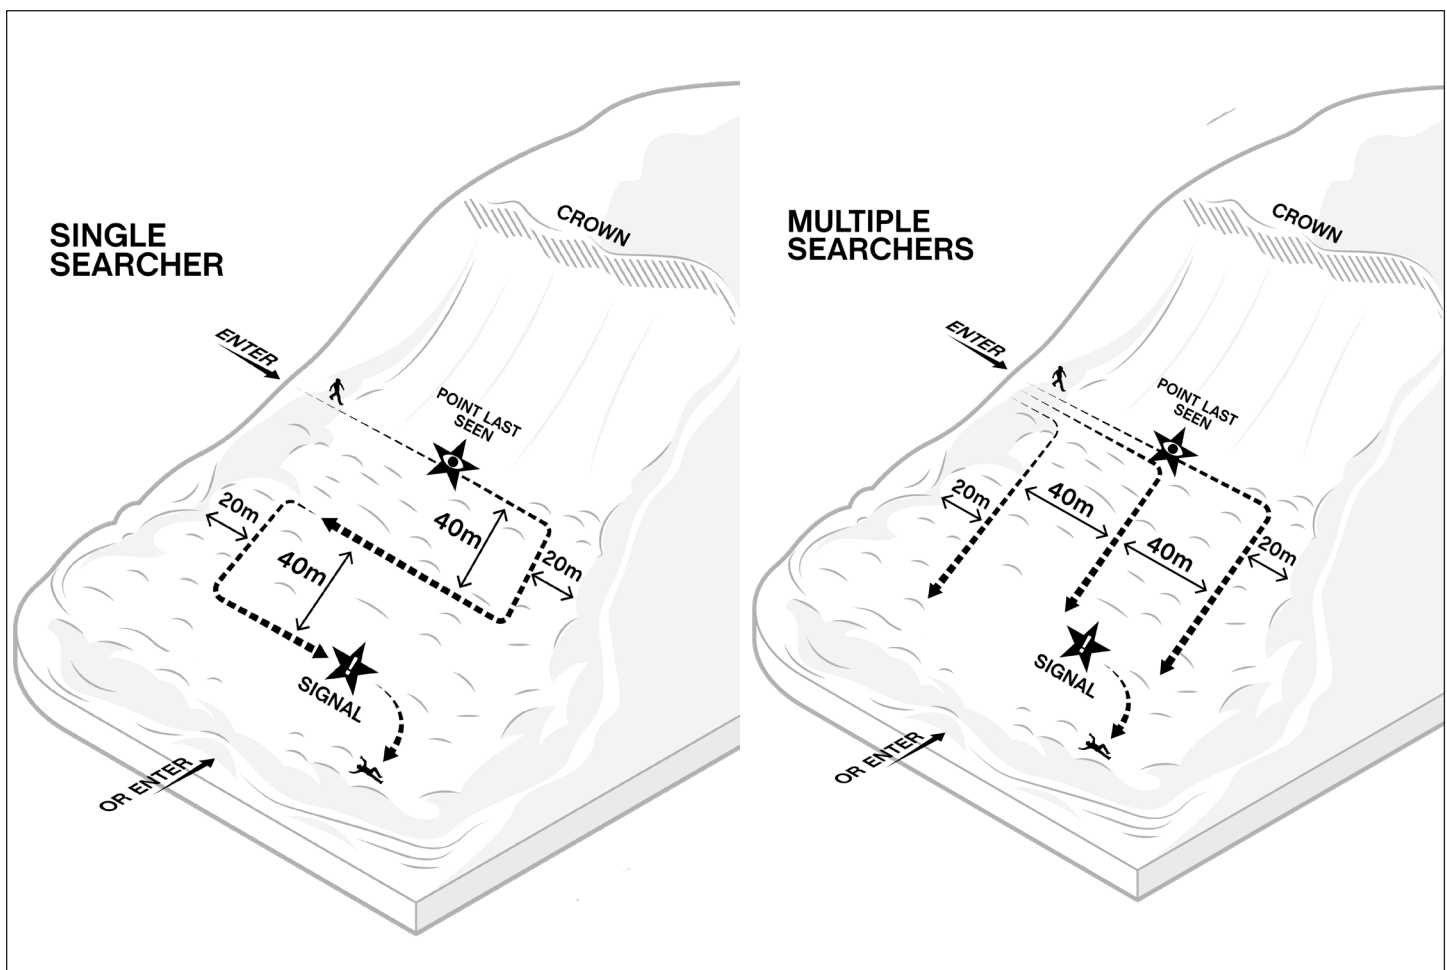 SINGLE
SEARCHER
CROWN
ENTER
POINT LAST
SEEN
20m
40m
40m
20m
SIGNAL
OR ENTER
MULTIPLE
SEARCHERS
CROWN
ENTER
POINT LAST
SEEN
20m
40m
40m
20m
SIGNAL
OR ENTER